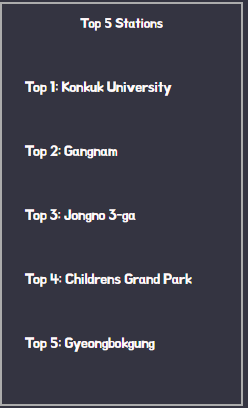 Top 5 Stations
Top 1: Konkuk University
Top 2: Gangnam
Top 3: Jongno 3-ga
Top 4: Childrens Grand Park
Top 5: Gyeongbokgung